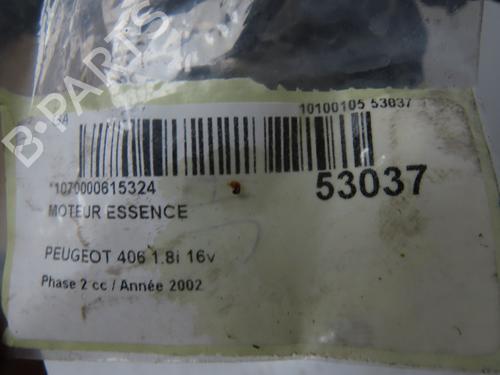 10100105 53037
B-PARTS
*1070000615324
53037
MOTEUR ESSENCE
PEUGEOT 406 1.8i 16v
Phase 2 cc / Année 2002